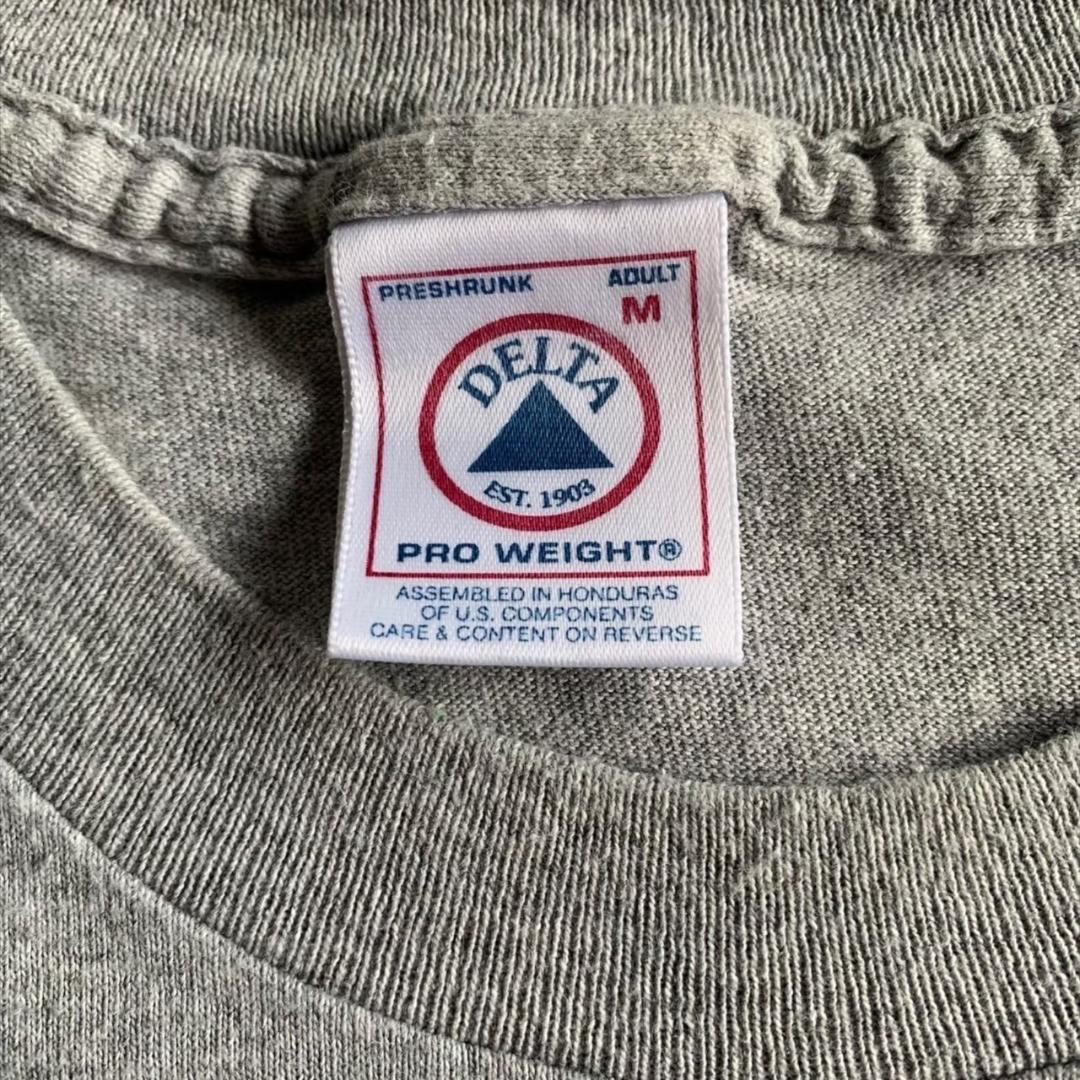 PRESHRUNK ADULT
M
DELTA
EST. 1903
PRO WEIGHT®
ASSEMBLED IN HONDURAS
OF U.S. COMPONENTS
CARE & CONTENT ON REVERSE